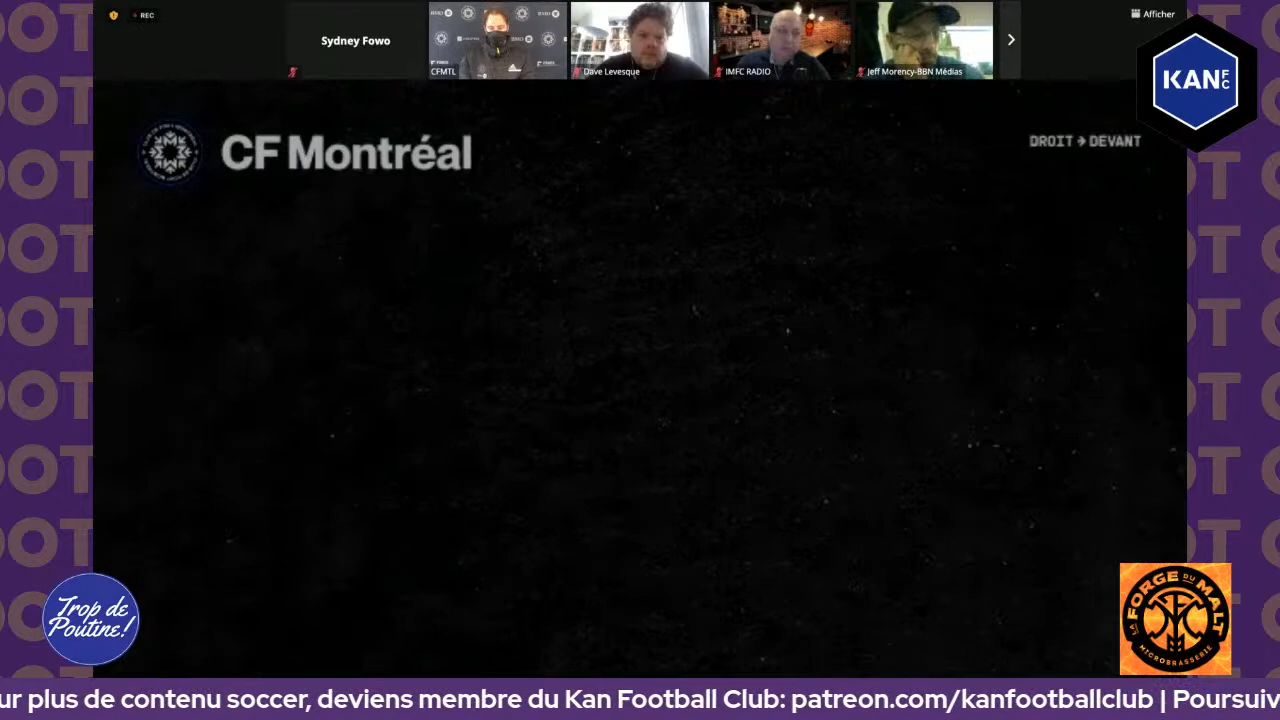 REC
Afficher
Sydney Fowo
CFMTL
Dave Levesque
IMFC RADIO
Jeff Morency-BBN Médias
KAN FC
CF Montréal
DROIT → DEVANT
OT
Trop de
Poutine!
LA FORGE DU MALT
MICROBRASSERIE
ur plus de contenu soccer, deviens membre du Kan Football Club: patreon.com/kanfootballclub | Poursuiv